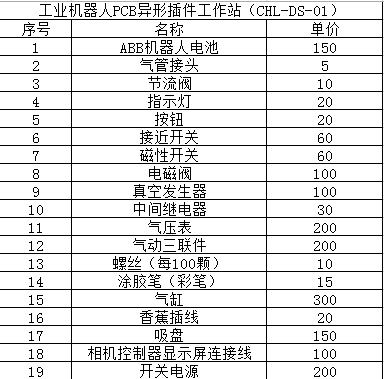 工业机器人PCB异形插件工作站（CHL-DS-01）
序号 名称 单价
1 ABB机器人电池 150
2 气管接头 5
3 节流阀 10
4 指示灯 20
5 按钮 20
6 接近开关 60
7 磁性开关 60
8 电磁阀 100
9 真空发生器 100
10 中间继电器 30
11 气压表 200
12 气动三联件 200
13 螺丝（每100颗） 10
14 涂胶笔（彩笔） 15
15 气缸 300
16 香蕉插线 20
17 吸盘 150
18 相机控制器显示屏连接线 100
19 开关电源 200